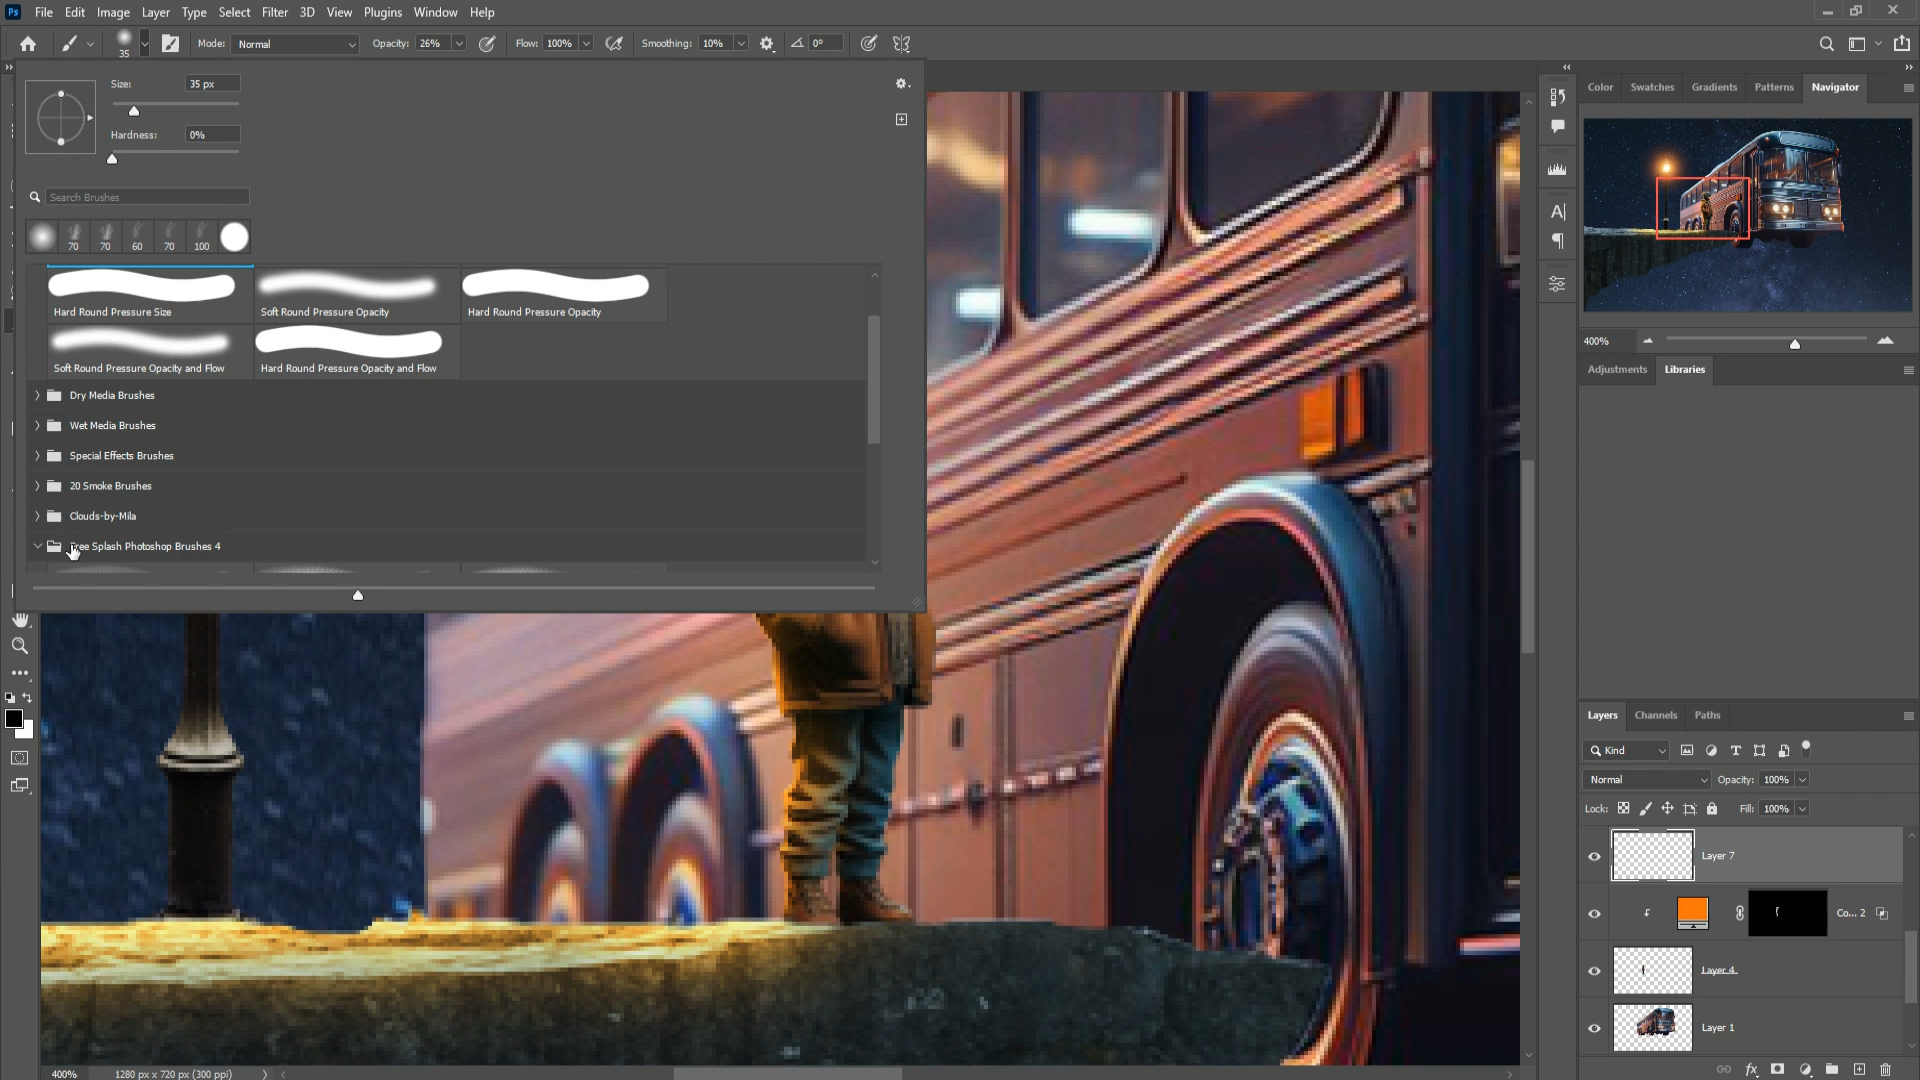 Ps File Edit Image Layer Type Select Filter 3D View Plugins Window Help
35 Mode: Normal Opacity: 26% Flow: 100% Smoothing: 10% 0°
Size: 35 px
Hardness: 0%
Search Brushes
70 70 60 70 100
Hard Round Pressure Size Soft Round Pressure Opacity Hard Round Pressure Opacity
Soft Round Pressure Opacity and Flow Hard Round Pressure Opacity and Flow
Dry Media Brushes
Wet Media Brushes
Special Effects Brushes
20 Smoke Brushes
Clouds-by-Mila
Free Splash Photoshop Brushes 4
Color Swatches Gradients Patterns Navigator
400%
Adjustments Libraries
Layers Channels Paths
Kind
Normal Opacity: 100%
Lock: Fill: 100%
Layer 7
Co... 2
Layer 4
Layer 1
400% 1280 px x 720 px (300 ppi)